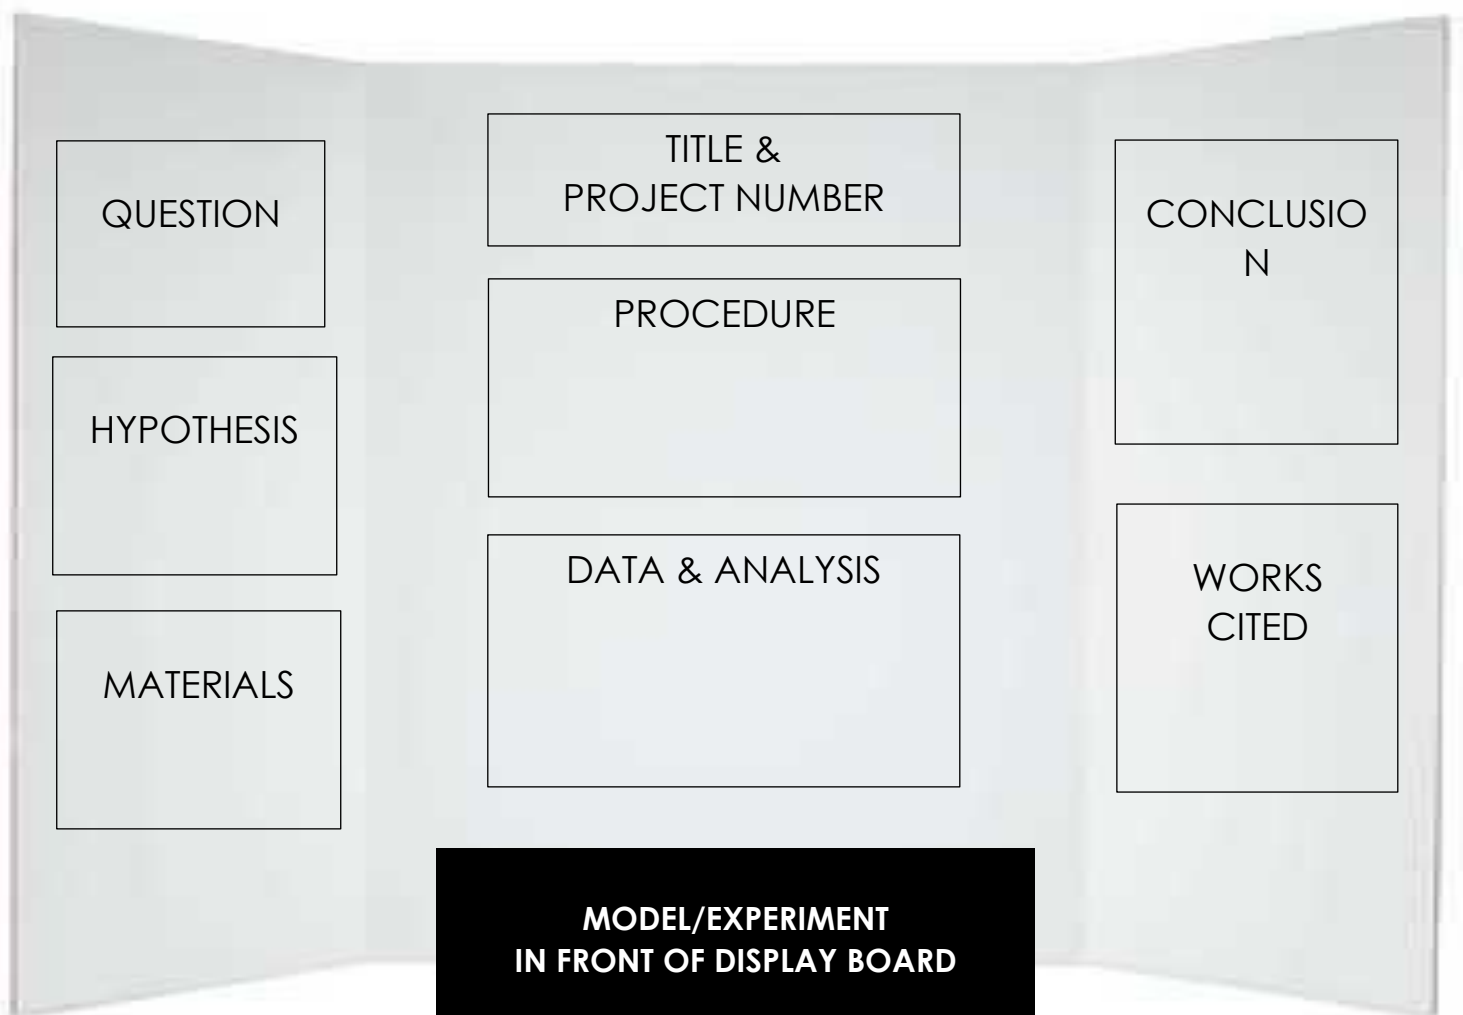 QUESTION
HYPOTHESIS
MATERIALS
TITLE &
PROJECT NUMBER
PROCEDURE
DATA & ANALYSIS
CONCLUSIO
N
WORKS
CITED
MODEL/EXPERIMENT
IN FRONT OF DISPLAY BOARD